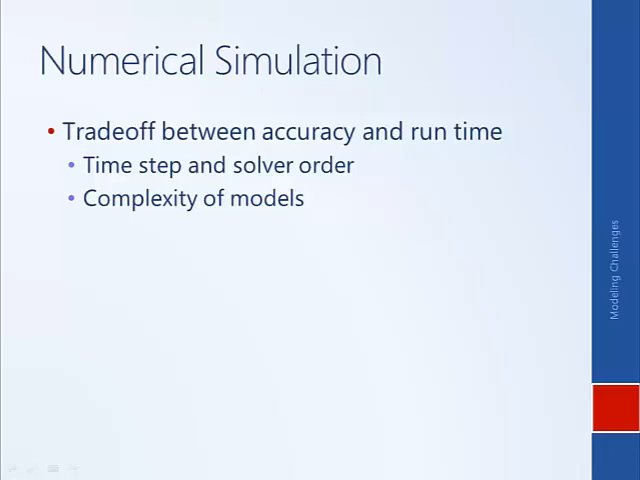 Numerical Simulation
• Tradeoff between accuracy and run time
• Time step and solver order
• Complexity of models
Modeling Challenges